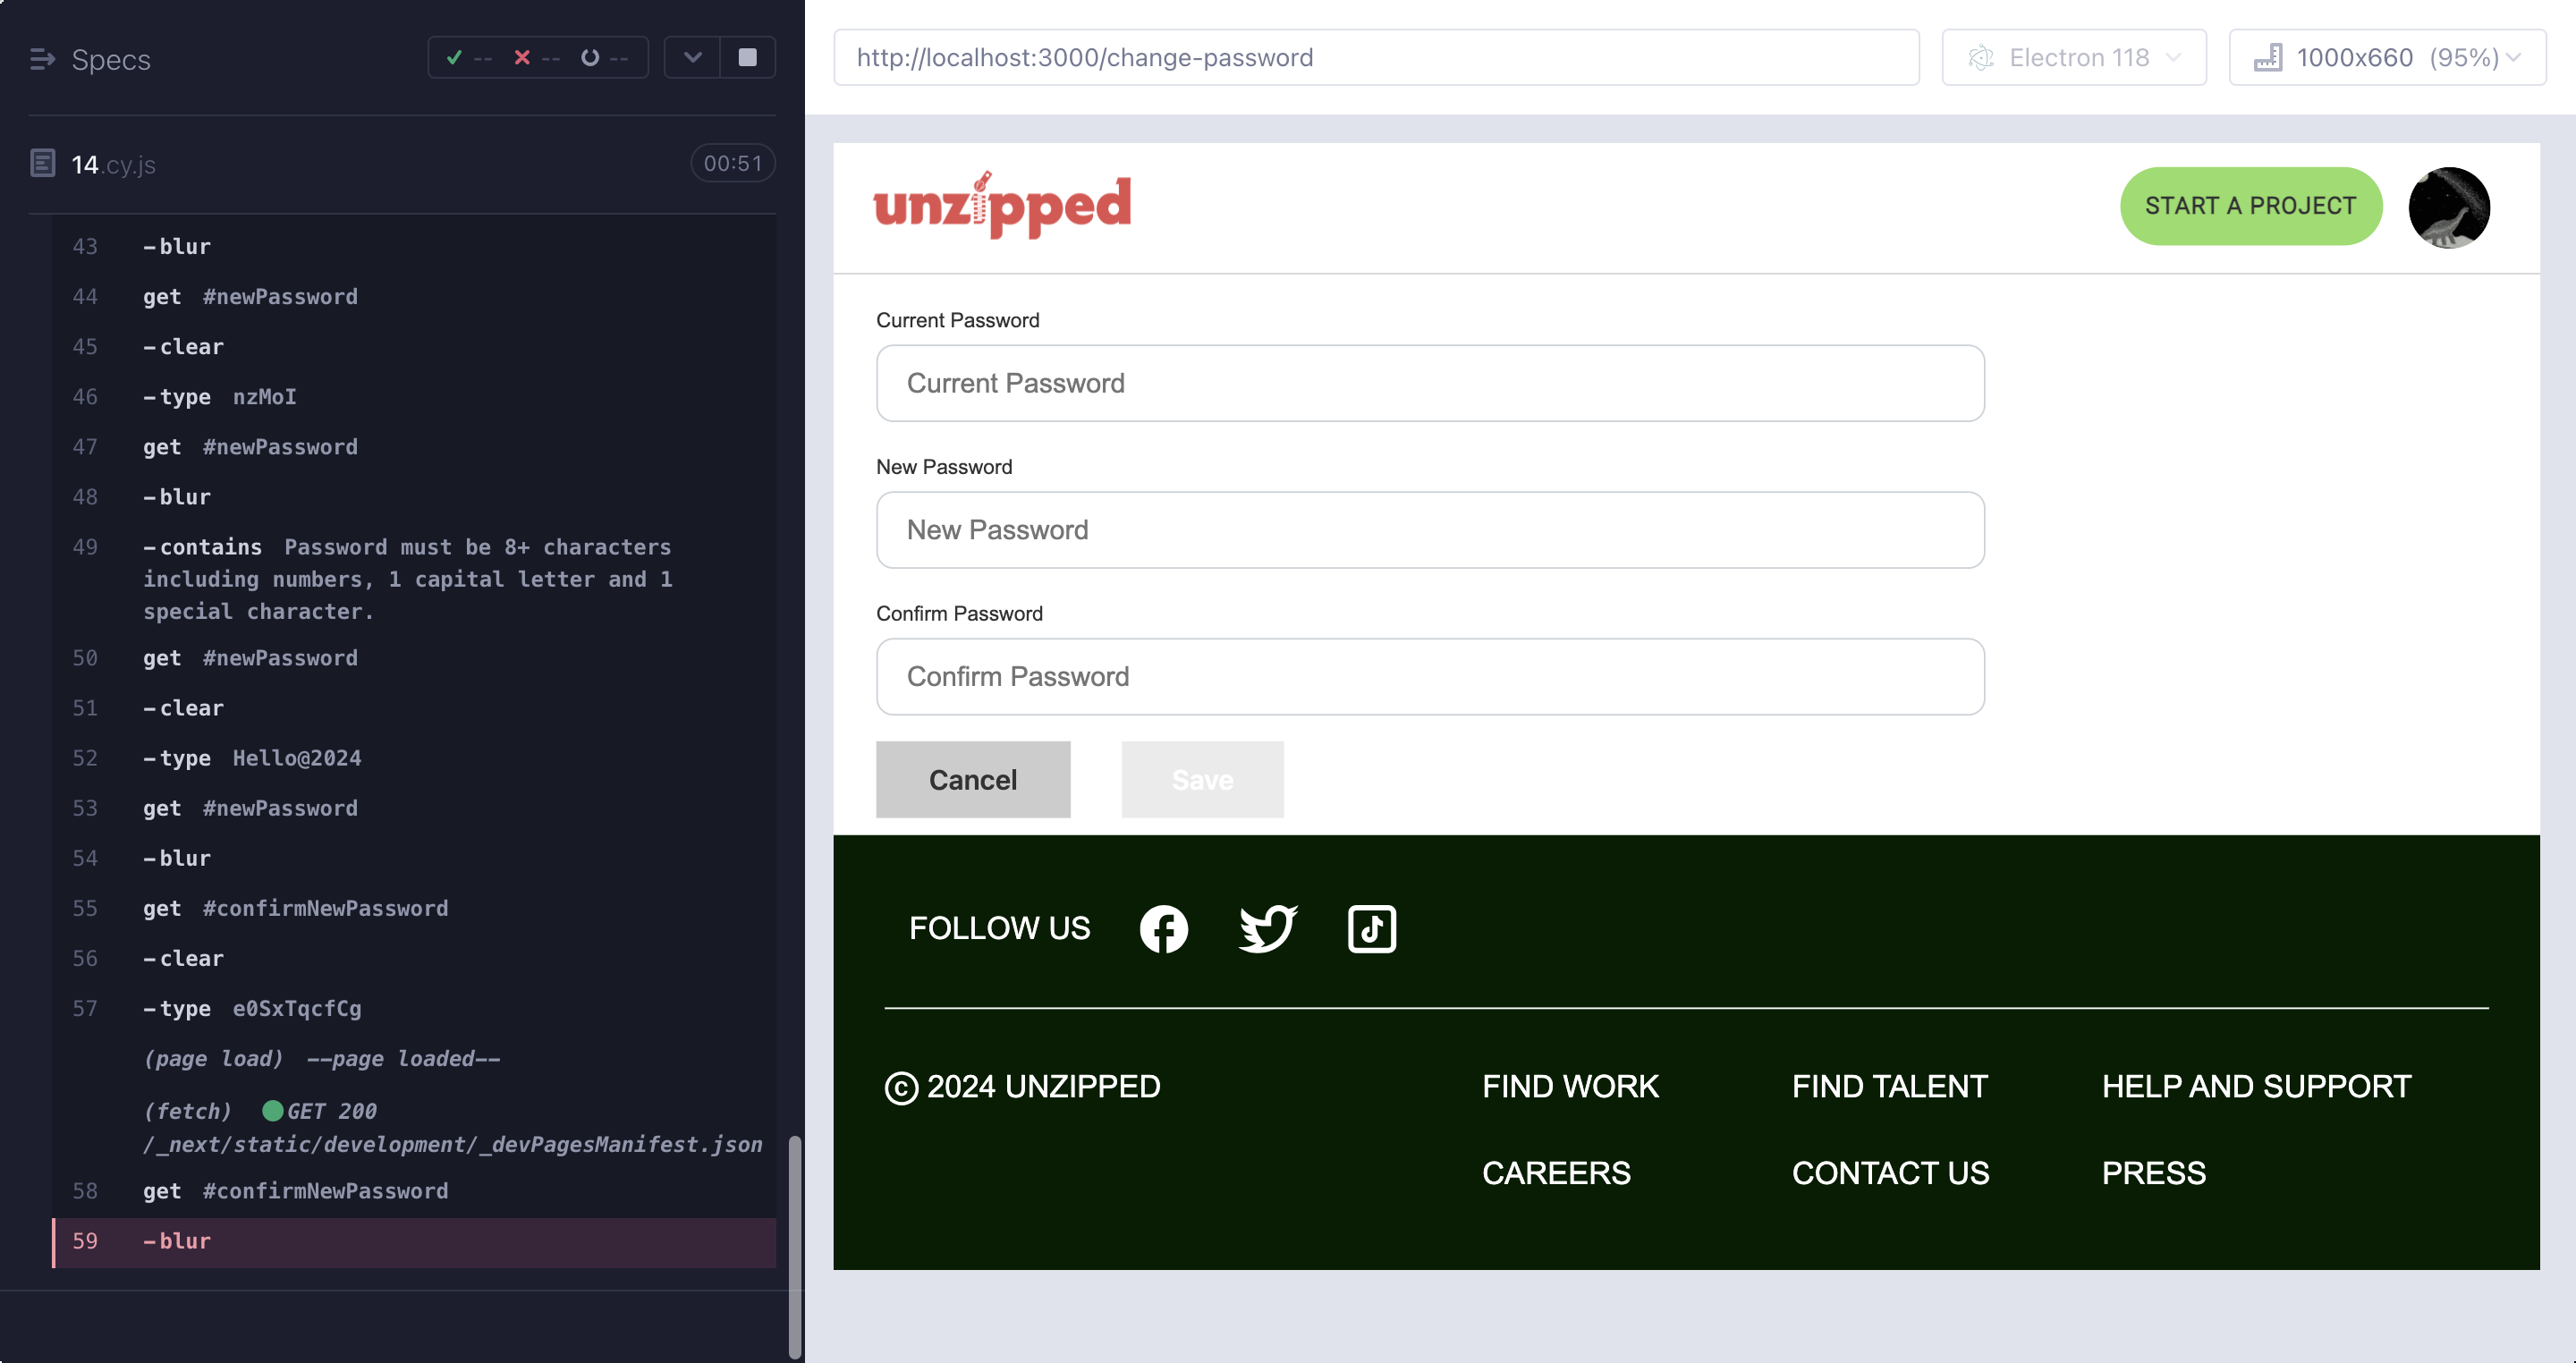 Specs
--
--
--
14.cy.js
00:51
43 -blur
44 get #newPassword
45 -clear
46 -type nzMoI
47 get #newPassword
48 -blur
49 -contains Password must be 8+ characters
including numbers, 1 capital letter and 1
special character.
50 get #newPassword
51 -clear
52 -type Hello@2024
53 get #newPassword
54 -blur
55 get #confirmNewPassword
56 -clear
57 -type e0SxTqcfCg
(page load) --page loaded--
(fetch) GET 200
/_next/static/development/_devPagesManifest.json
58 get #confirmNewPassword
59 -blur
http://localhost:3000/change-password
Electron 118
1000x660 (95%)
unzipped
START A PROJECT
Current Password
Current Password
New Password
New Password
Confirm Password
Confirm Password
Cancel
Save
FOLLOW US
© 2024 UNZIPPED
FIND WORK
FIND TALENT
HELP AND SUPPORT
CAREERS
CONTACT US
PRESS